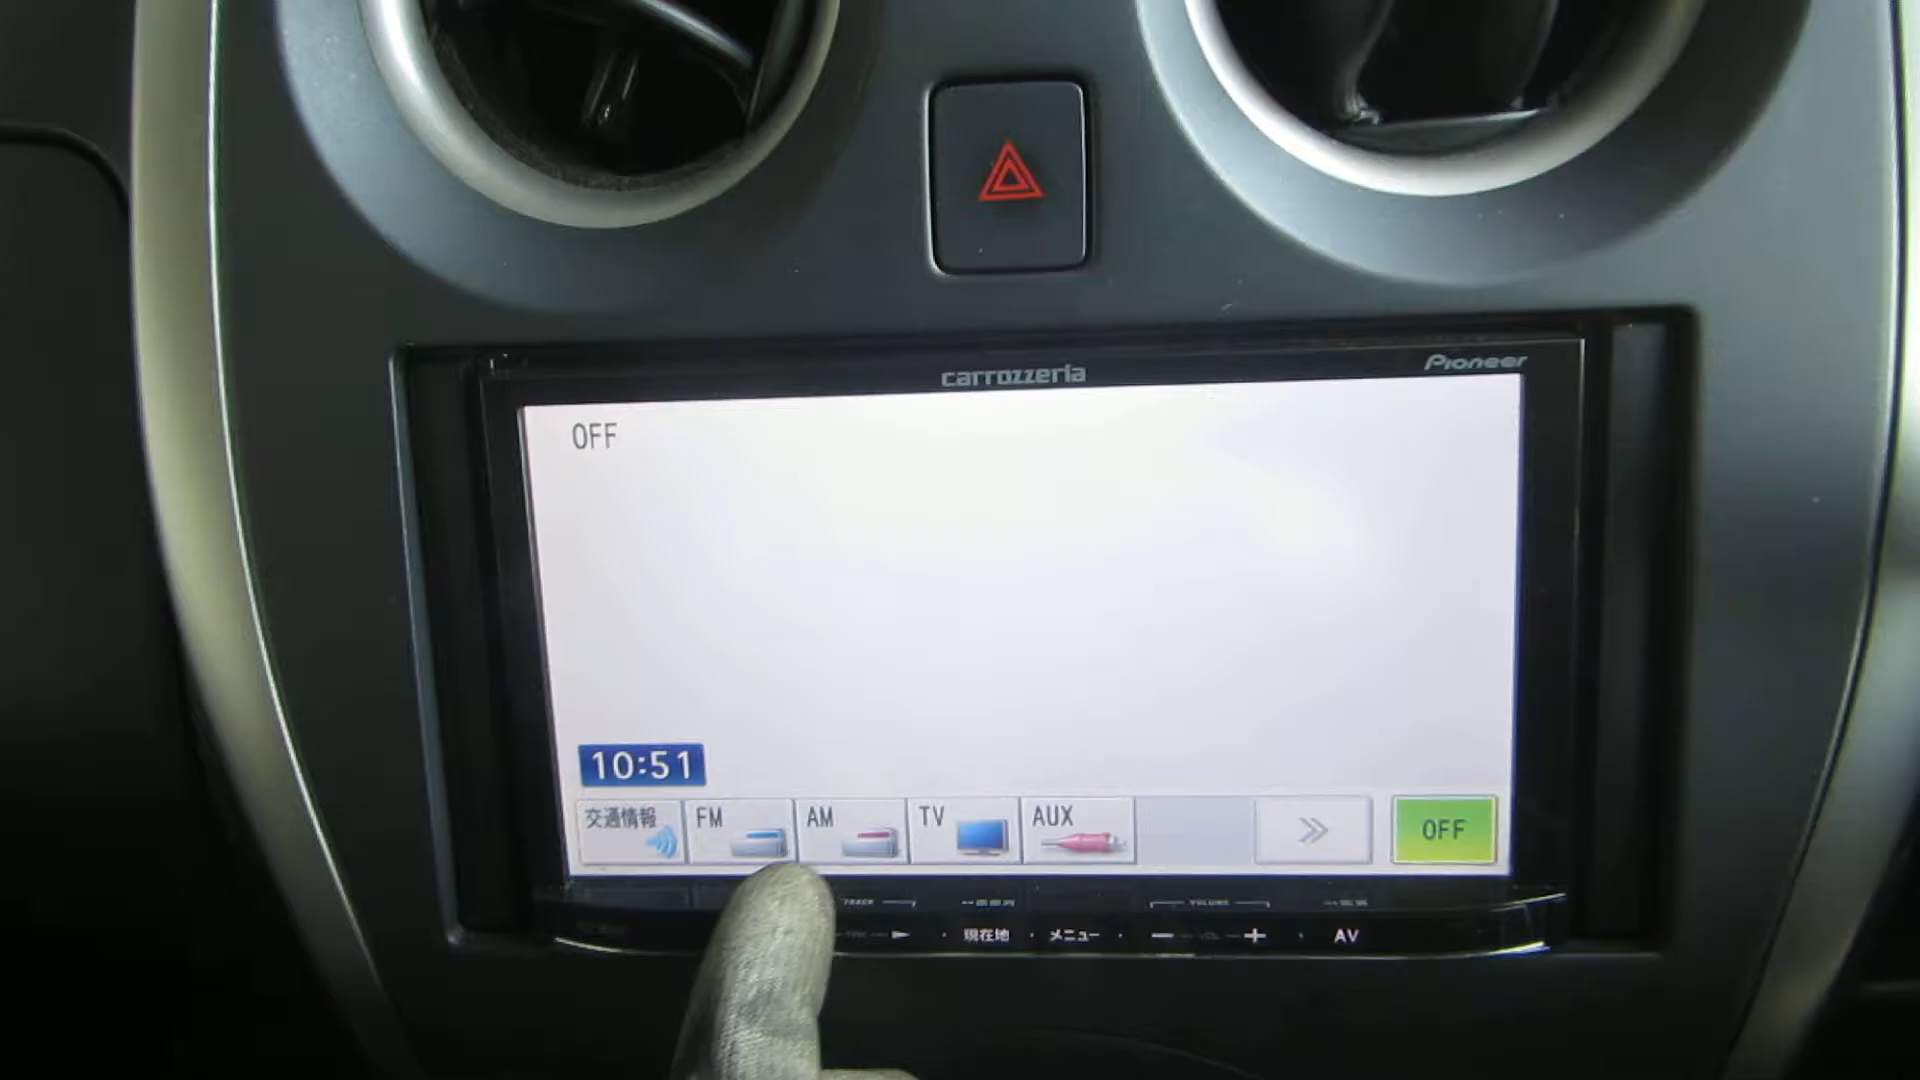 carrozzeria
Pioneer
OFF
10:51
交通情報 FM AM TV AUX OFF
TRACK VOLUME
現在地 メニュー VOL AV